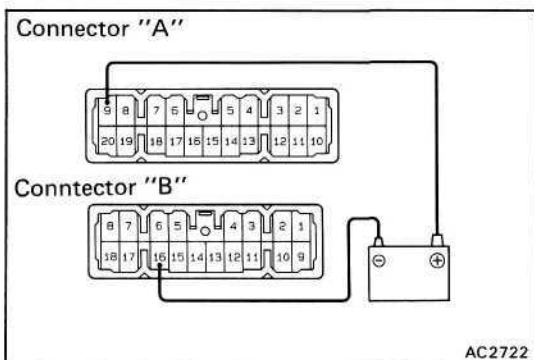 Connector "A"
9 8 7 6 5 4 3 2 1
20 19 18 17 16 15 14 13 12 11 10
Conntector "B"
8 7 6 5 4 3 2 1
18 17 16 15 14 13 12 11 10 9
⊖ ⊕
AC2722